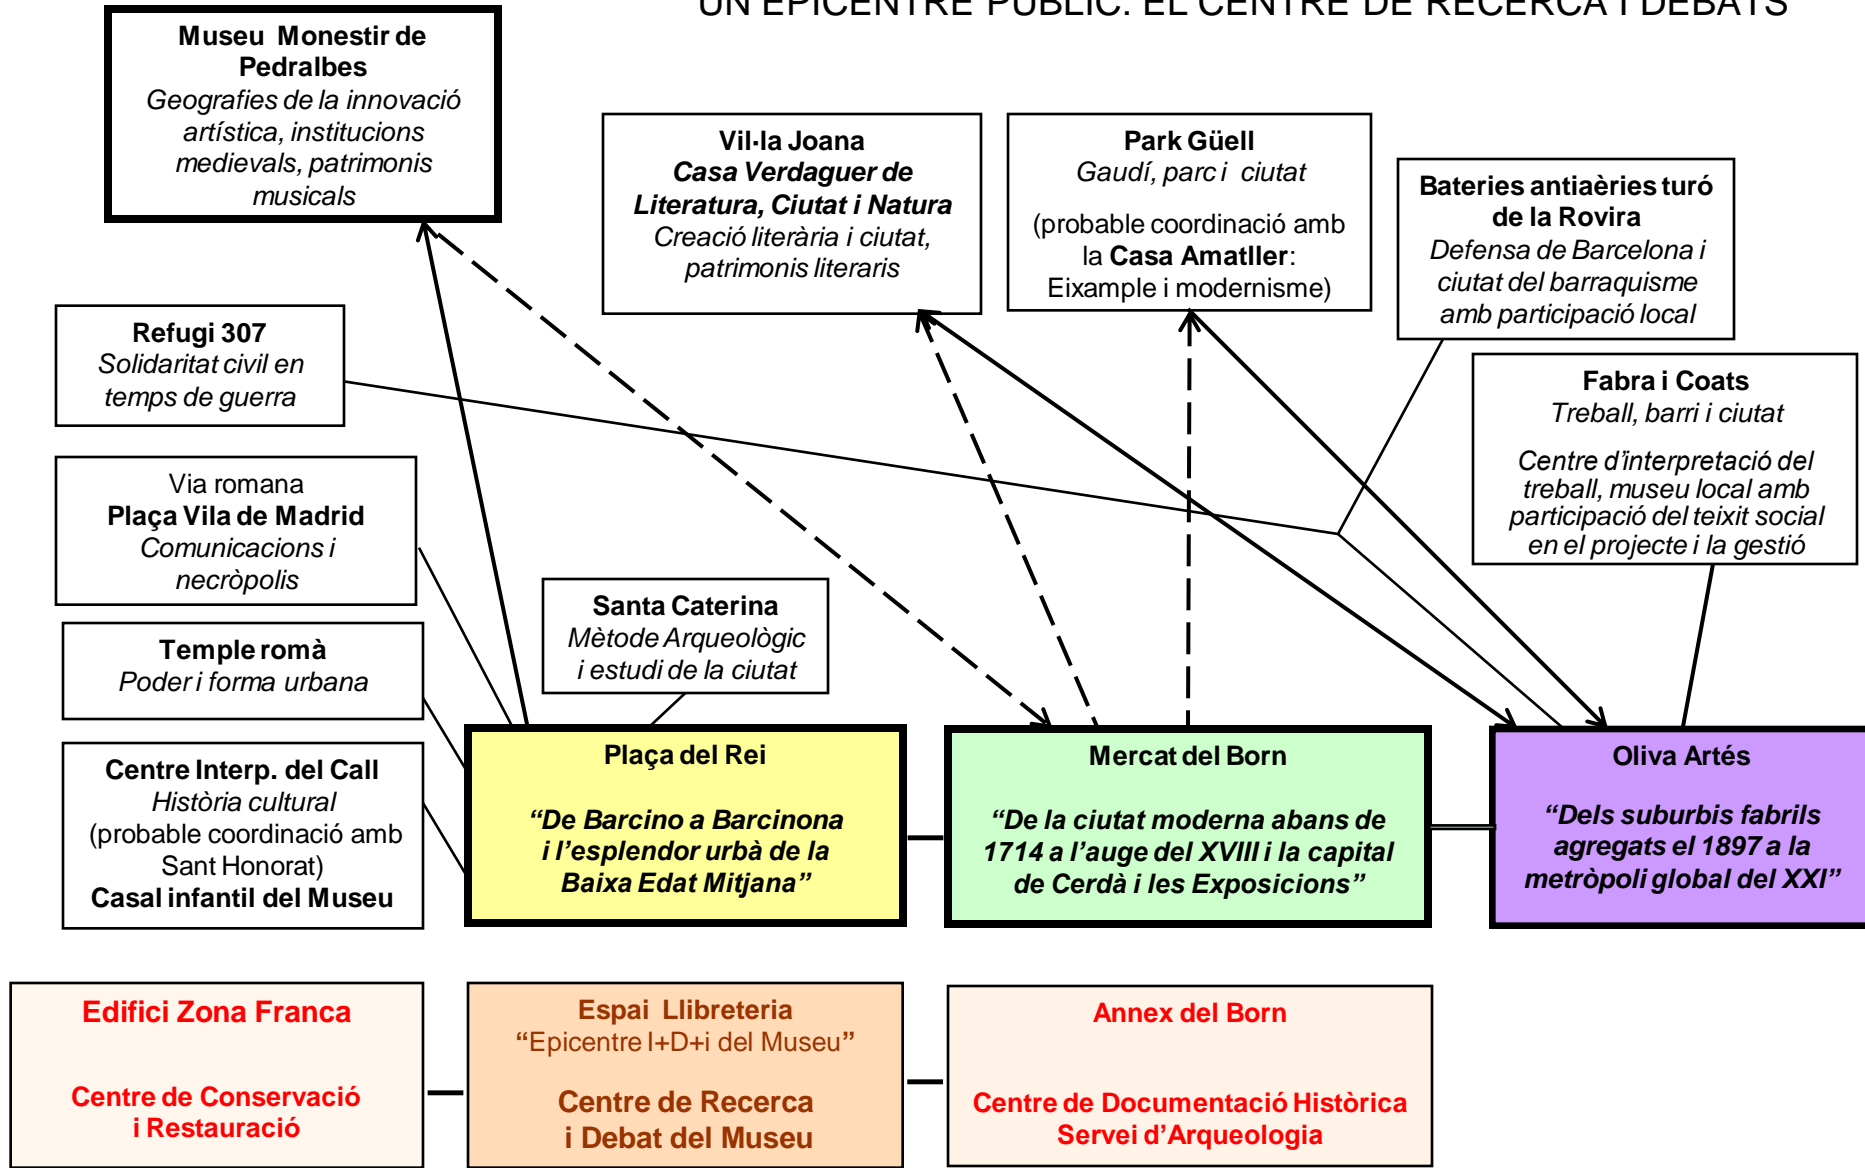 UN EPICENTRE PÚBLIC: EL CENTRE DE RECERCA I DEBATS
Museu Monestir de
Pedralbes
Geografies de la innovació
artística, institucions
medievals, patrimonis
musicals
Vil·la Joana
Casa Verdaguer de
Literatura, Ciutat i Natura
Creació literària i ciutat,
patrimonis literaris
Park Güell
Gaudí, parc i ciutat
(probable coordinació amb
la Casa Amatller:
Eixample i modernisme)
Bateries antiaèries turó
de la Rovira
Defensa de Barcelona i
ciutat del barraquisme
amb participació local
Refugi 307
Solidaritat civil en
temps de guerra
Fabra i Coats
Treball, barri i ciutat
Centre d'interpretació del
treball, museu local amb
participació del teixit social
en el projecte i la gestió
Via romana
Plaça Vila de Madrid
Comunicacions i
necròpolis
Santa Caterina
Mètode Arqueològic
i estudi de la ciutat
Temple romà
Poder i forma urbana
Centre Interp. del Call
Història cultural
(probable coordinació amb
Sant Honorat)
Casal infantil del Museu
Plaça del Rei
“De Barcino a Barcinona
i l’esplendor urbà de la
Baixa Edat Mitjana”
Mercat del Born
“De la ciutat moderna abans de
1714 a l’auge del XVIII i la capital
de Cerdà i les Exposicions”
Oliva Artés
“Dels suburbis fabrils
agregats el 1897 a la
metròpoli global del XXI”
Edifici Zona Franca
Centre de Conservació
i Restauració
Espai Llibreteria
“Epicentre I+D+i del Museu”
Centre de Recerca
i Debat del Museu
Annex del Born
Centre de Documentació Històrica
Servei d’Arqueologia